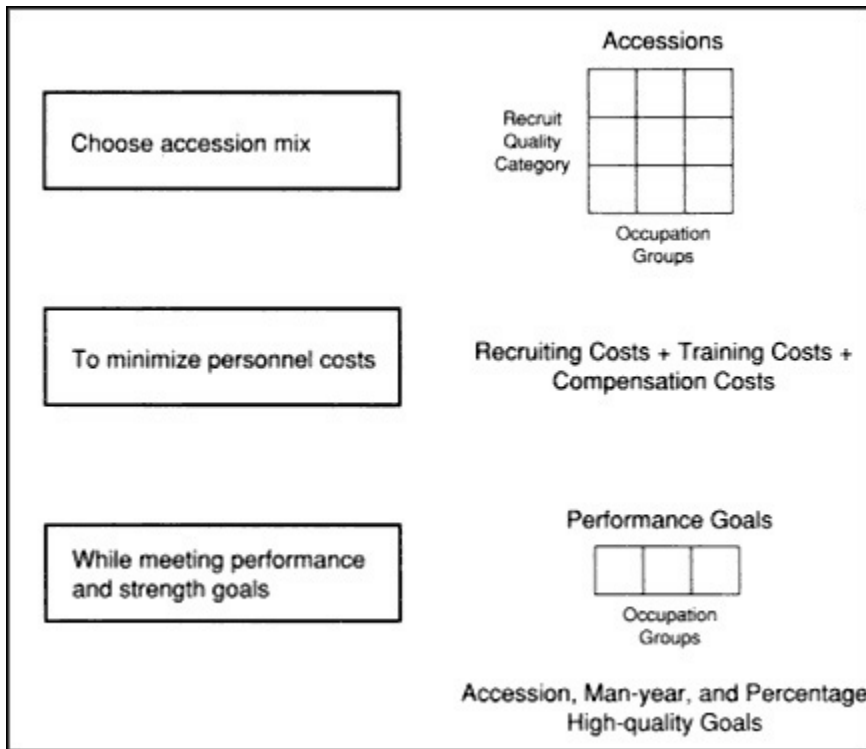 Accessions
Choose accession mix
Recruit
Quality
Category
Occupation
Groups
To minimize personnel costs
Recruiting Costs + Training Costs +
Compensation Costs
While meeting performance
and strength goals
Performance Goals
Occupation
Groups
Accession, Man-year, and Percentage
High-quality Goals